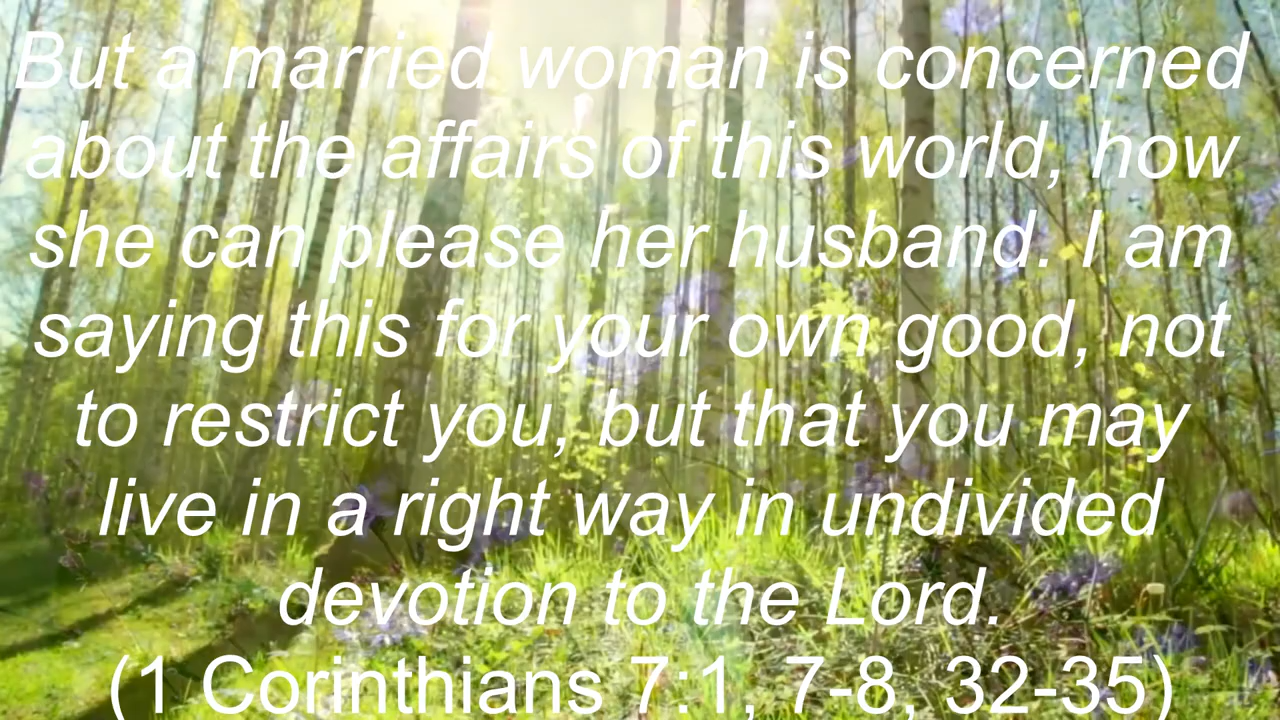 But a married woman is concerned
about the affairs of this world, how
she can please her husband. I am
saying this for your own good, not
to restrict you, but that you may
live in a right way in undivided
devotion to the Lord.
(1 Corinthians 7:1, 7-8, 32-35)